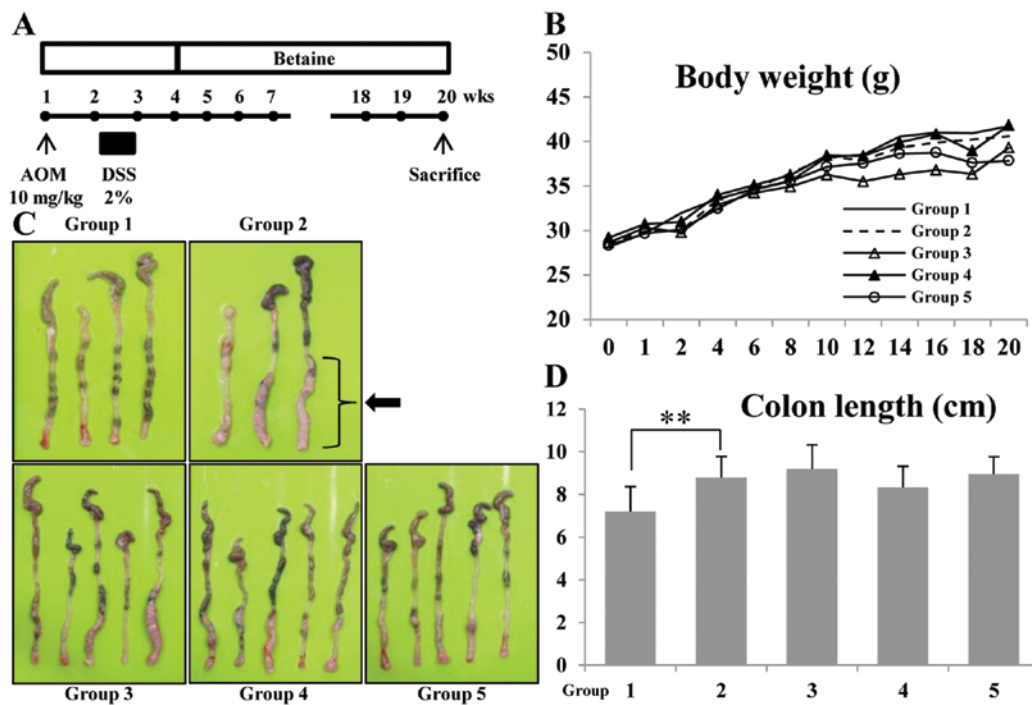 A
Betaine
1 2 3 4 5 6 7 18 19 20 wks
AOM
10 mg/kg
DSS
2%
Sacrifice
B
Body weight (g)
50
45
40
35
30
25
20
Group 1
Group 2
Group 3
Group 4
Group 5
0 1 2 4 6 8 10 12 14 16 18 20
C
Group 1 Group 2
Group 3 Group 4 Group 5
D
Colon length (cm)
**
12
10
8
6
4
2
0
Group 1 2 3 4 5